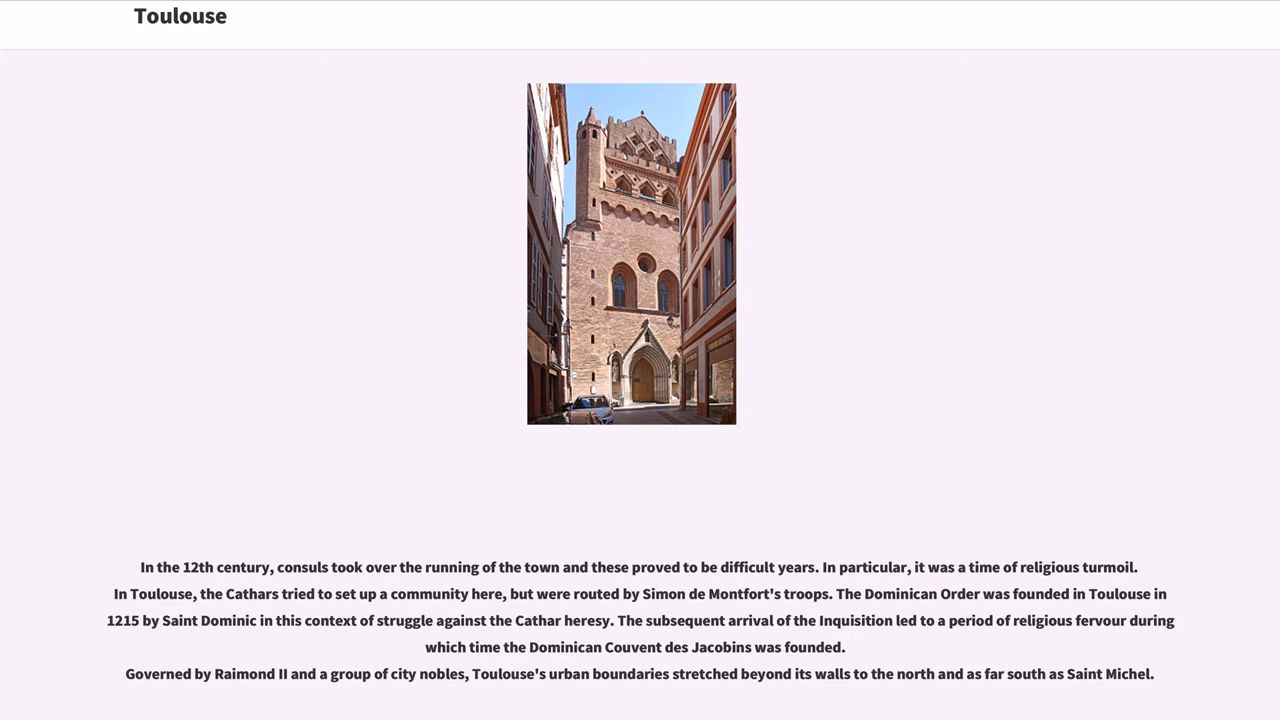 Toulouse
In the 12th century, consuls took over the running of the town and these proved to be difficult years. In particular, it was a time of religious turmoil.
In Toulouse, the Cathars tried to set up a community here, but were routed by Simon de Montfort's troops. The Dominican Order was founded in Toulouse in
1215 by Saint Dominic in this context of struggle against the Cathar heresy. The subsequent arrival of the Inquisition led to a period of religious fervour during
which time the Dominican Couvent des Jacobins was founded.
Governed by Raimond II and a group of city nobles, Toulouse's urban boundaries stretched beyond its walls to the north and as far south as Saint Michel.